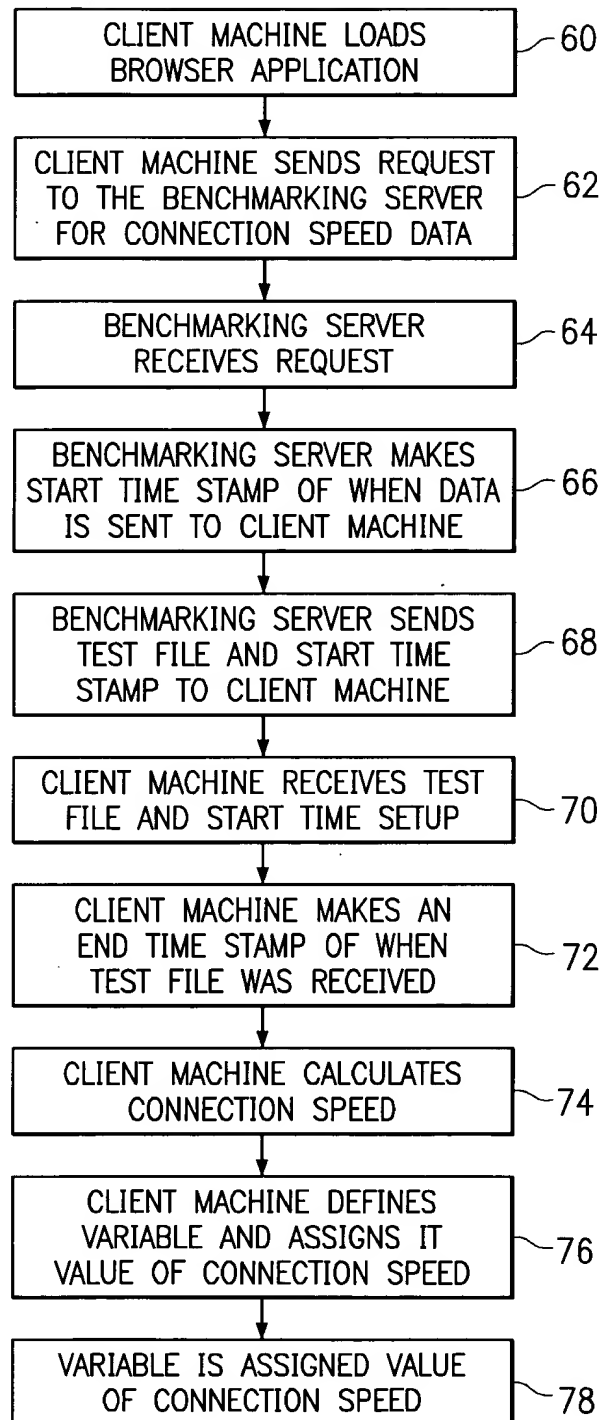 CLIENT MACHINE LOADS
BROWSER APPLICATION
60
CLIENT MACHINE SENDS REQUEST
TO THE BENCHMARKING SERVER
FOR CONNECTION SPEED DATA
62
BENCHMARKING SERVER
RECEIVES REQUEST
64
BENCHMARKING SERVER MAKES
START TIME STAMP OF WHEN DATA
IS SENT TO CLIENT MACHINE
66
BENCHMARKING SERVER SENDS
TEST FILE AND START TIME
STAMP TO CLIENT MACHINE
68
CLIENT MACHINE RECEIVES TEST
FILE AND START TIME SETUP
70
CLIENT MACHINE MAKES AN
END TIME STAMP OF WHEN
TEST FILE WAS RECEIVED
72
CLIENT MACHINE CALCULATES
CONNECTION SPEED
74
CLIENT MACHINE DEFINES
VARIABLE AND ASSIGNS IT
VALUE OF CONNECTION SPEED
76
VARIABLE IS ASSIGNED VALUE
OF CONNECTION SPEED
78